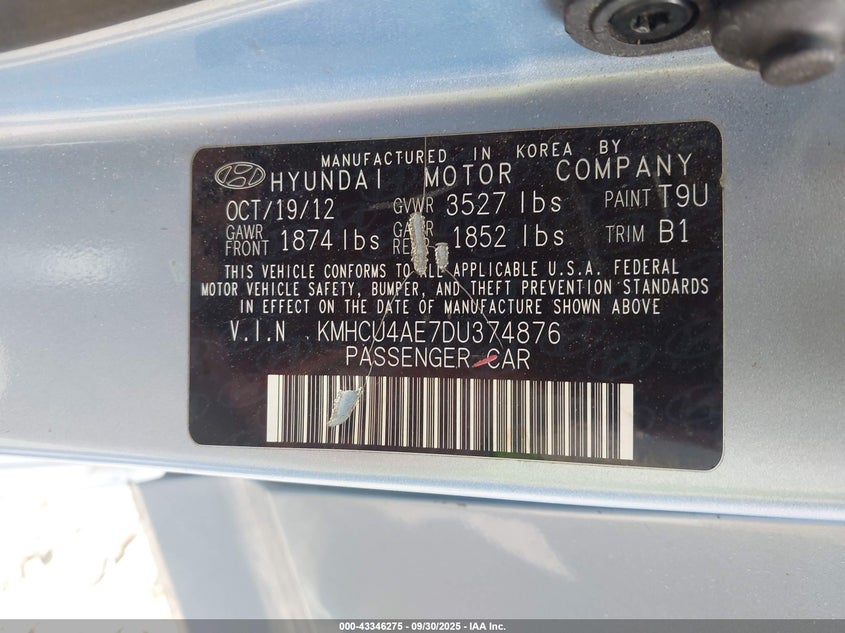 MANUFACTURED IN KOREA BY
HYUNDAI MOTOR COMPANY
OCT/19/12 GVWR 3527 lbs PAINT T9U
GAWR FRONT 1874 lbs GAWR REAR 1852 lbs TRIM B1
THIS VEHICLE CONFORMS TO ALL APPLICABLE U.S.A. FEDERAL
MOTOR VEHICLE SAFETY, BUMPER, AND THEFT PREVENTION STANDARDS
IN EFFECT ON THE DATE OF MANUFACTURE SHOWN ABOVE
V.I.N KMHCU4AE7DU374876
PASSENGER CAR
000-43346275 - 09/30/2025 - IAA Inc.